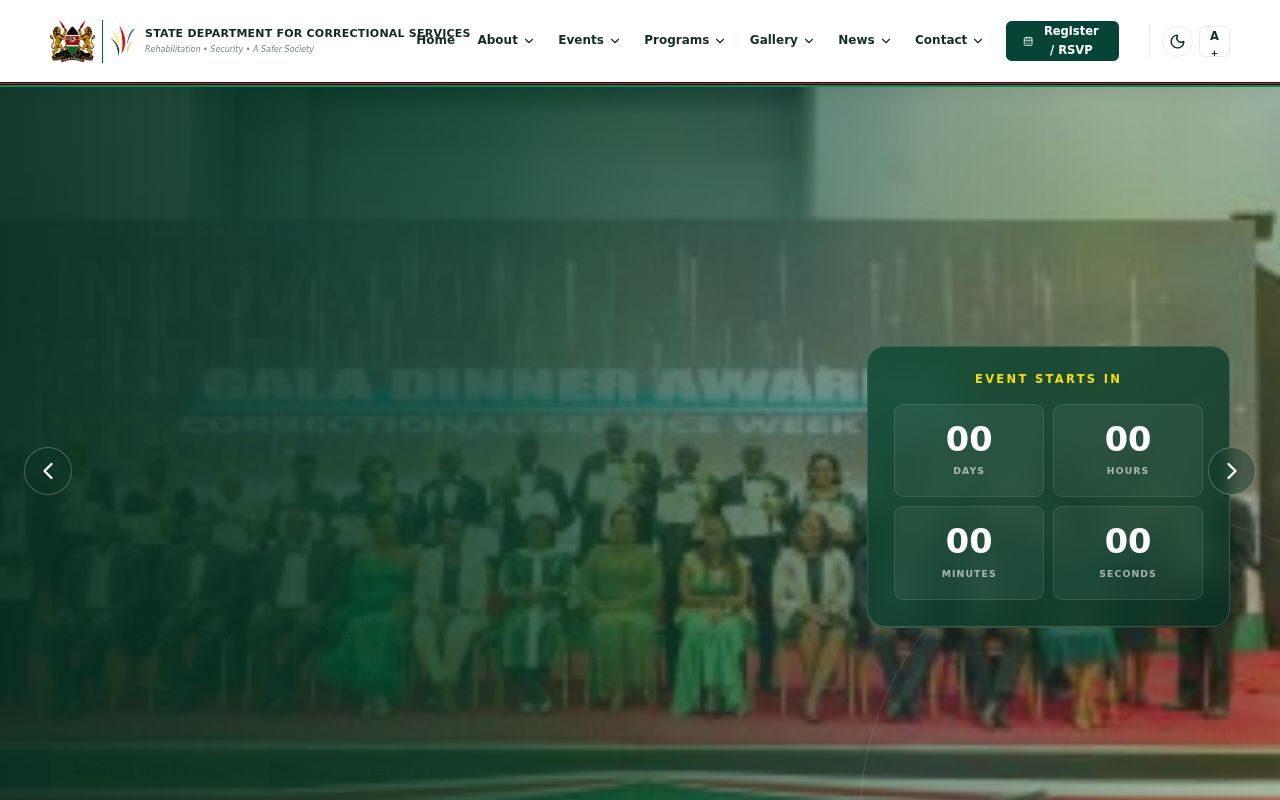 STATE DEPARTMENT FOR CORRECTIONAL SERVICES
Rehabilitation • Security • A Safer Society
Home
About
Events
Programs
Gallery
News
Contact
Register / RSVP
A+
GALA DINNER AWAR
CORRECTIONAL SERVICE WEEK
EVENT STARTS IN
00
DAYS
00
HOURS
00
MINUTES
00
SECONDS